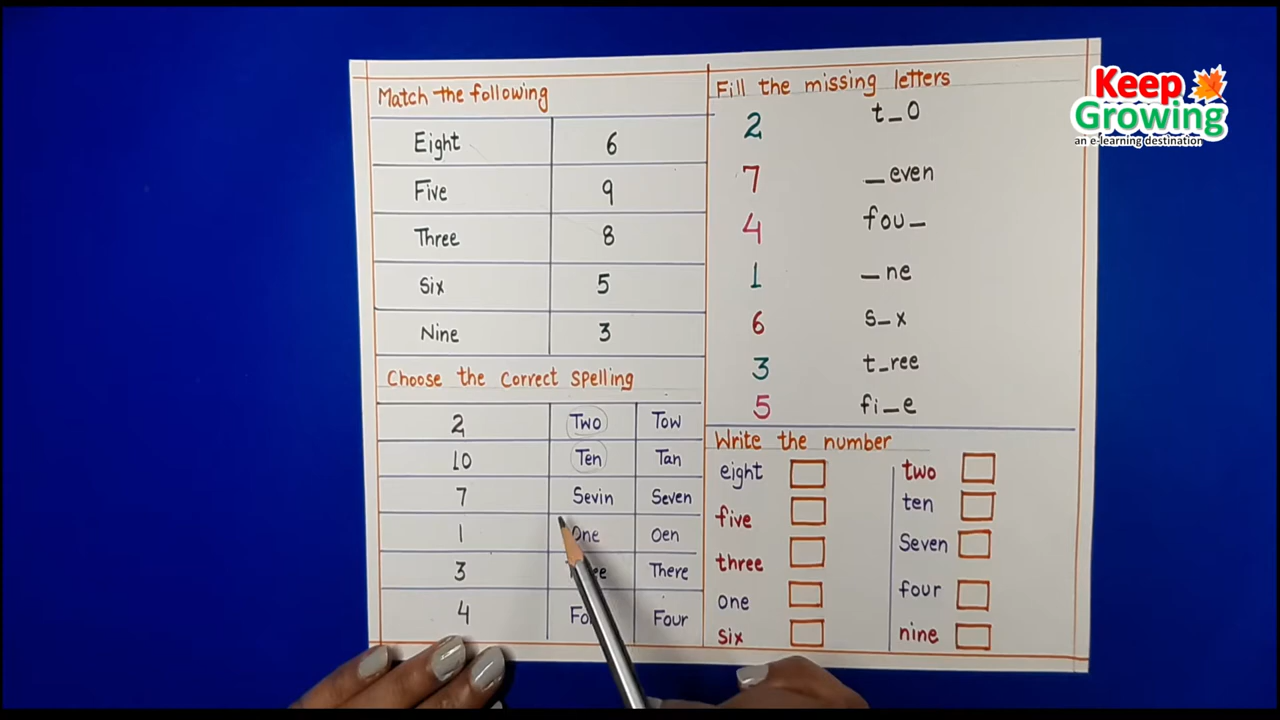 Keep
Growing
an e-learning destination
Match the following
Eight 6
Five 9
Three 8
Six 5
Nine 3
Choose the correct spelling
2 Two Tow
10 Ten Tan
7 Sevin Seven
1 One Oen
3 There
4 Four
Fill the missing letters
2 t_o
7 _even
4 fou_
1 _ne
6 s_x
3 t_ree
5 fi_e
Write the number
eight two
five ten
three Seven
one four
six nine